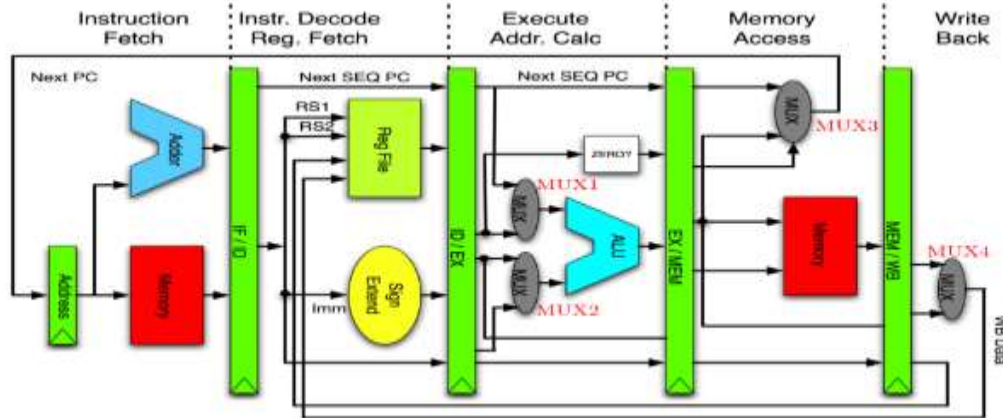 Instruction Fetch
Instr. Decode Reg. Fetch
Execute Addr. Calc
Memory Access
Write Back
Next PC
Next SEQ PC
Next SEQ PC
RS1
RS2
Imm
Adder
Address
Memory
IF / ID
Reg File
Sign Extend
ID / EX
ZERO?
MUX
MUX1
MUX
MUX2
ALU
EX / MEM
MUX
MUX3
Memory
MEM / WB
MUX
MUX4
WB Data